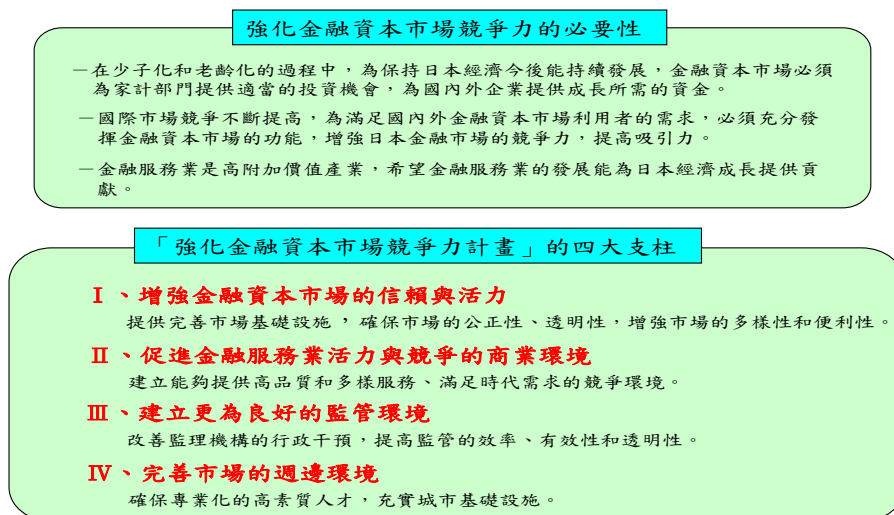 強化金融資本市場競爭力的必要性
－在少子化和老齡化的過程中，為保持日本經濟今後能持續發展，金融資本市場必須
為家計部門提供適當的投資機會，為國內外企業提供成長所需的資金。
－國際市場競爭不斷提高，為滿足國內外金融資本市場利用者的需求，必須充分發
揮金融資本市場的功能，增強日本金融市場的競爭力，提高吸引力。
－金融服務業是高附加價值產業，希望金融服務業的發展能為日本經濟成長提供貢
獻。
「強化金融資本市場競爭力計畫」的四大支柱
Ⅰ、增強金融資本市場的信賴與活力
提供完善市場基礎設施，確保市場的公正性、透明性，增強市場的多樣性和便利性。
Ⅱ、促進金融服務業活力與競爭的商業環境
建立能夠提供高品質和多樣服務、滿足時代需求的競爭環境。
Ⅲ、建立更為良好的監管環境
改善監理機構的行政干預，提高監管的效率、有效性和透明性。
Ⅳ、完善市場的週邊環境
確保專業化的高素質人才，充實城市基礎設施。